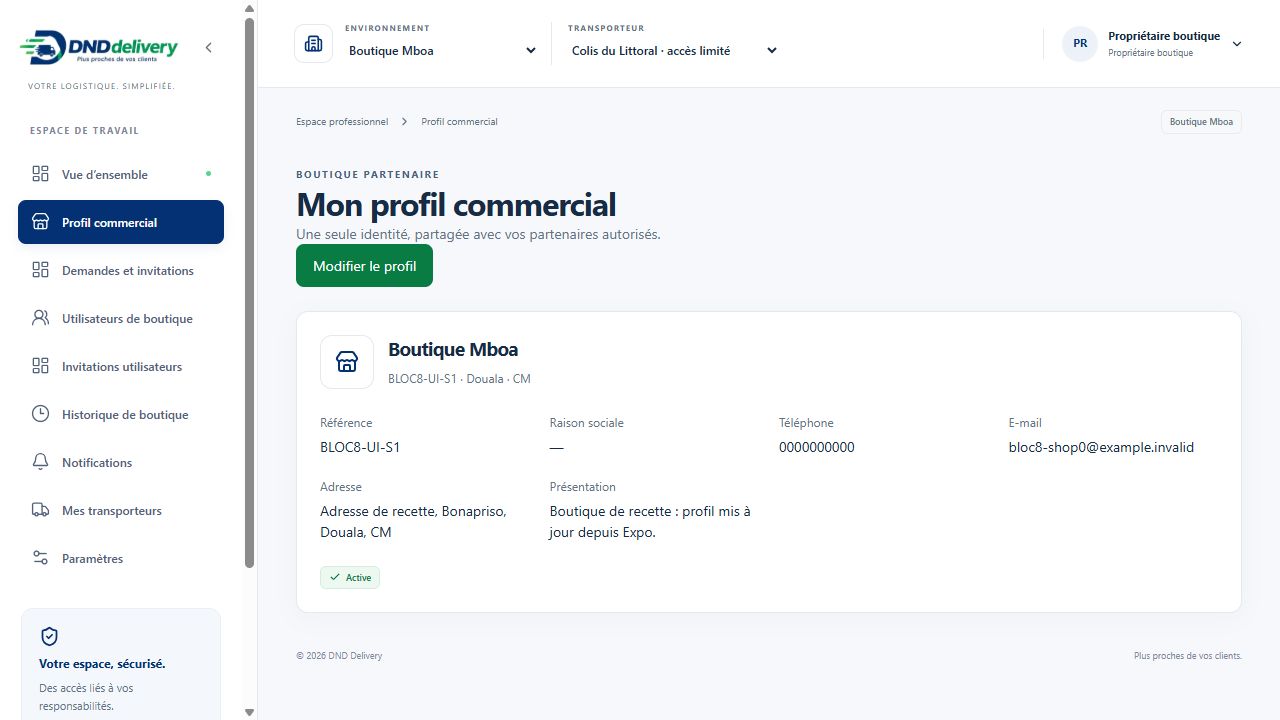 DNDdelivery
Plus proches de vos clients
VOTRE LOGISTIQUE. SIMPLIFIÉE.
ESPACE DE TRAVAIL
Vue d’ensemble
Profil commercial
Demandes et invitations
Utilisateurs de boutique
Invitations utilisateurs
Historique de boutique
Notifications
Mes transporteurs
Paramètres
Votre espace, sécurisé.
Des accès liés à vos
responsabilités.
ENVIRONNEMENT
Boutique Mboa
TRANSPORTEUR
Colis du Littoral · accès limité
PR
Propriétaire boutique
Propriétaire boutique
Espace professionnel
Profil commercial
Boutique Mboa
BOUTIQUE PARTENAIRE
Mon profil commercial
Une seule identité, partagée avec vos partenaires autorisés.
Modifier le profil
Boutique Mboa
BLOC8-UI-S1 · Douala · CM
Référence
BLOC8-UI-S1
Raison sociale
—
Téléphone
0000000000
E-mail
bloc8-shop0@example.invalid
Adresse
Adresse de recette, Bonapriso,
Douala, CM
Présentation
Boutique de recette : profil mis à
jour depuis Expo.
Active
© 2026 DND Delivery
Plus proches de vos clients.